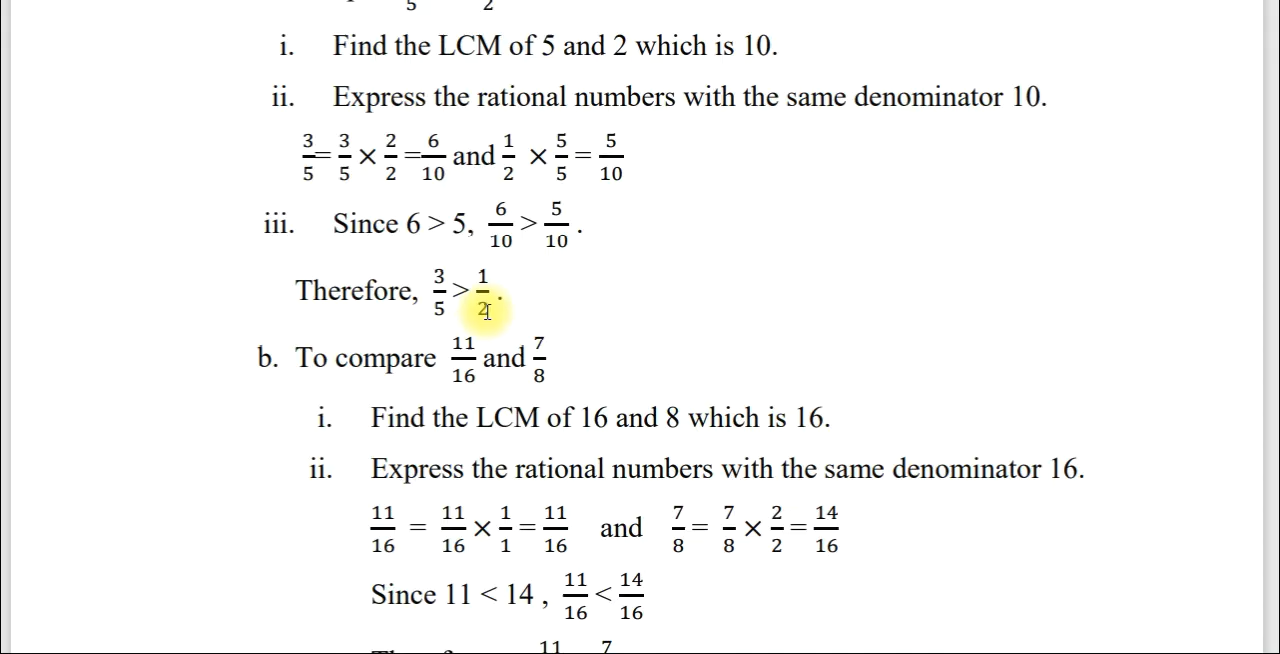 5 2
i. Find the LCM of 5 and 2 which is 10.
ii. Express the rational numbers with the same denominator 10.
3/5 = 3/5 × 2/2 = 6/10 and 1/2 × 5/5 = 5/10
iii. Since 6 > 5, 6/10 > 5/10 .
Therefore, 3/5 > 1/2 .
b. To compare 11/16 and 7/8
i. Find the LCM of 16 and 8 which is 16.
ii. Express the rational numbers with the same denominator 16.
11/16 = 11/16 × 1/1 = 11/16 and 7/8 = 7/8 × 2/2 = 14/16
Since 11 < 14 , 11/16 < 14/16
11 7